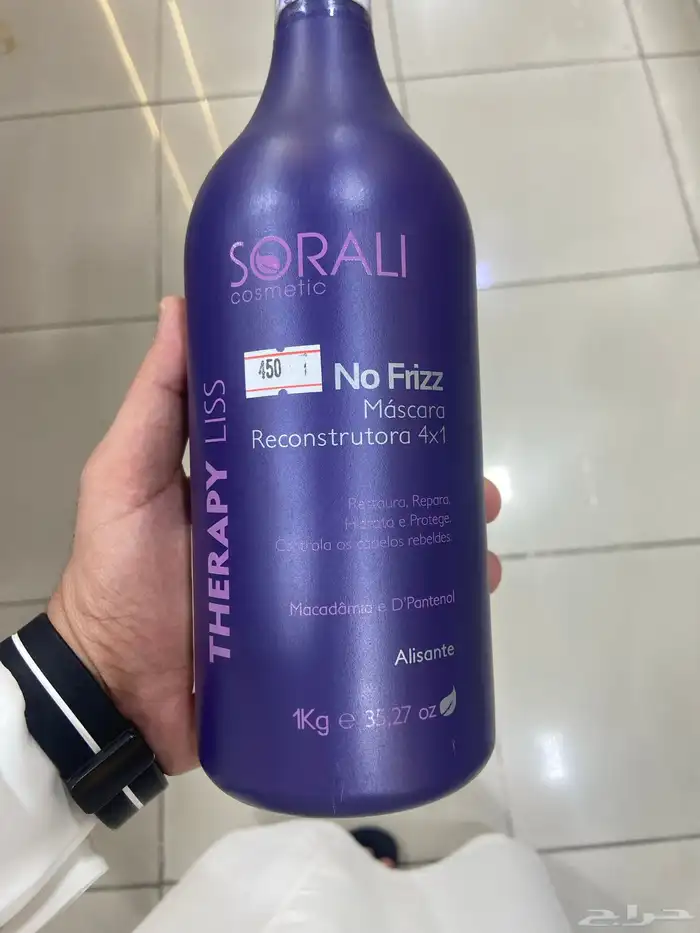 SORALI
cosmetic
450 1
No Frizz
Máscara
Reconstrutora 4x1
THERAPY LISS
Restaura, Repara,
Hidrata e Protege.
Controla os cabelos rebeldes.
Macadâmia e D'Pantenol
Alisante
1Kg e 35,27 oz
حراج